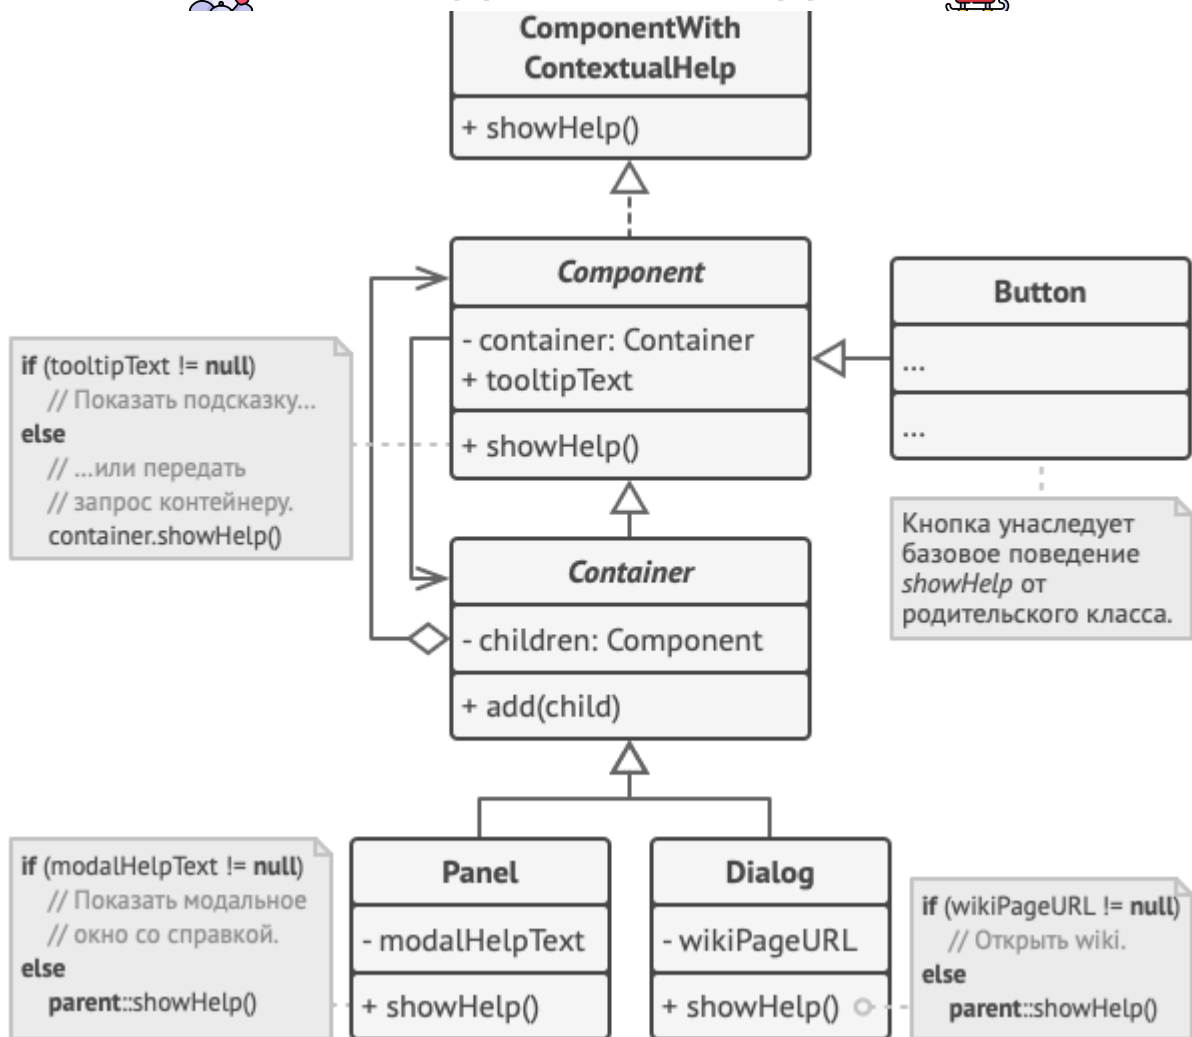 ComponentWith
ContextualHelp
+ showHelp()
Component
- container: Container
+ tooltipText
+ showHelp()
Button
...
...
if (tooltipText != null)
// Показать подсказку...
else
// ...или передать
// запрос контейнеру.
container.showHelp()
Кнопка унаследует
базовое поведение
showHelp от
родительского класса.
Container
- children: Component
+ add(child)
if (modalHelpText != null)
// Показать модальное
// окно со справкой.
else
parent::showHelp()
Panel
- modalHelpText
+ showHelp()
Dialog
- wikiPageURL
+ showHelp()
if (wikiPageURL != null)
// Открыть wiki.
else
parent::showHelp()